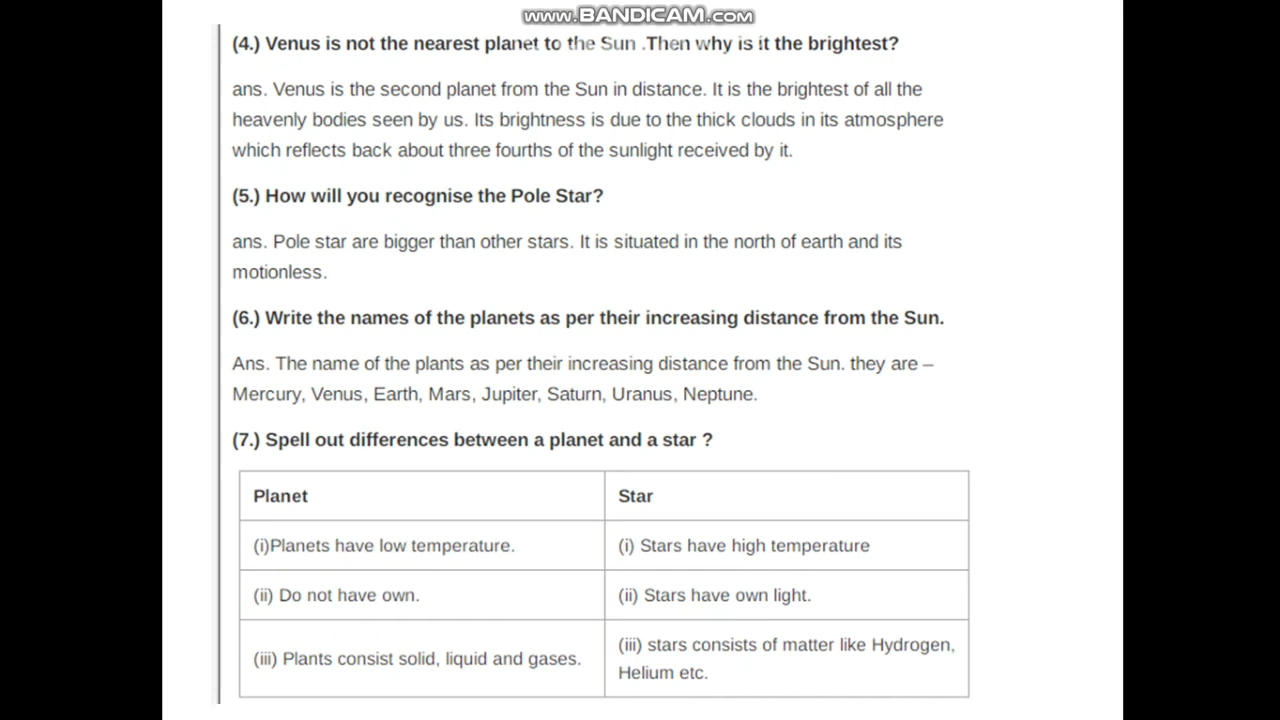 www.BANDICAM.com
(4.) Venus is not the nearest planet to the Sun .Then why is it the brightest?
ans. Venus is the second planet from the Sun in distance. It is the brightest of all the
heavenly bodies seen by us. Its brightness is due to the thick clouds in its atmosphere
which reflects back about three fourths of the sunlight received by it.
(5.) How will you recognise the Pole Star?
ans. Pole star are bigger than other stars. It is situated in the north of earth and its
motionless.
(6.) Write the names of the planets as per their increasing distance from the Sun.
Ans. The name of the plants as per their increasing distance from the Sun. they are –
Mercury, Venus, Earth, Mars, Jupiter, Saturn, Uranus, Neptune.
(7.) Spell out differences between a planet and a star ?
Planet Star
(i)Planets have low temperature. (i) Stars have high temperature
(ii) Do not have own. (ii) Stars have own light.
(iii) Plants consist solid, liquid and gases. (iii) stars consists of matter like Hydrogen,
Helium etc.